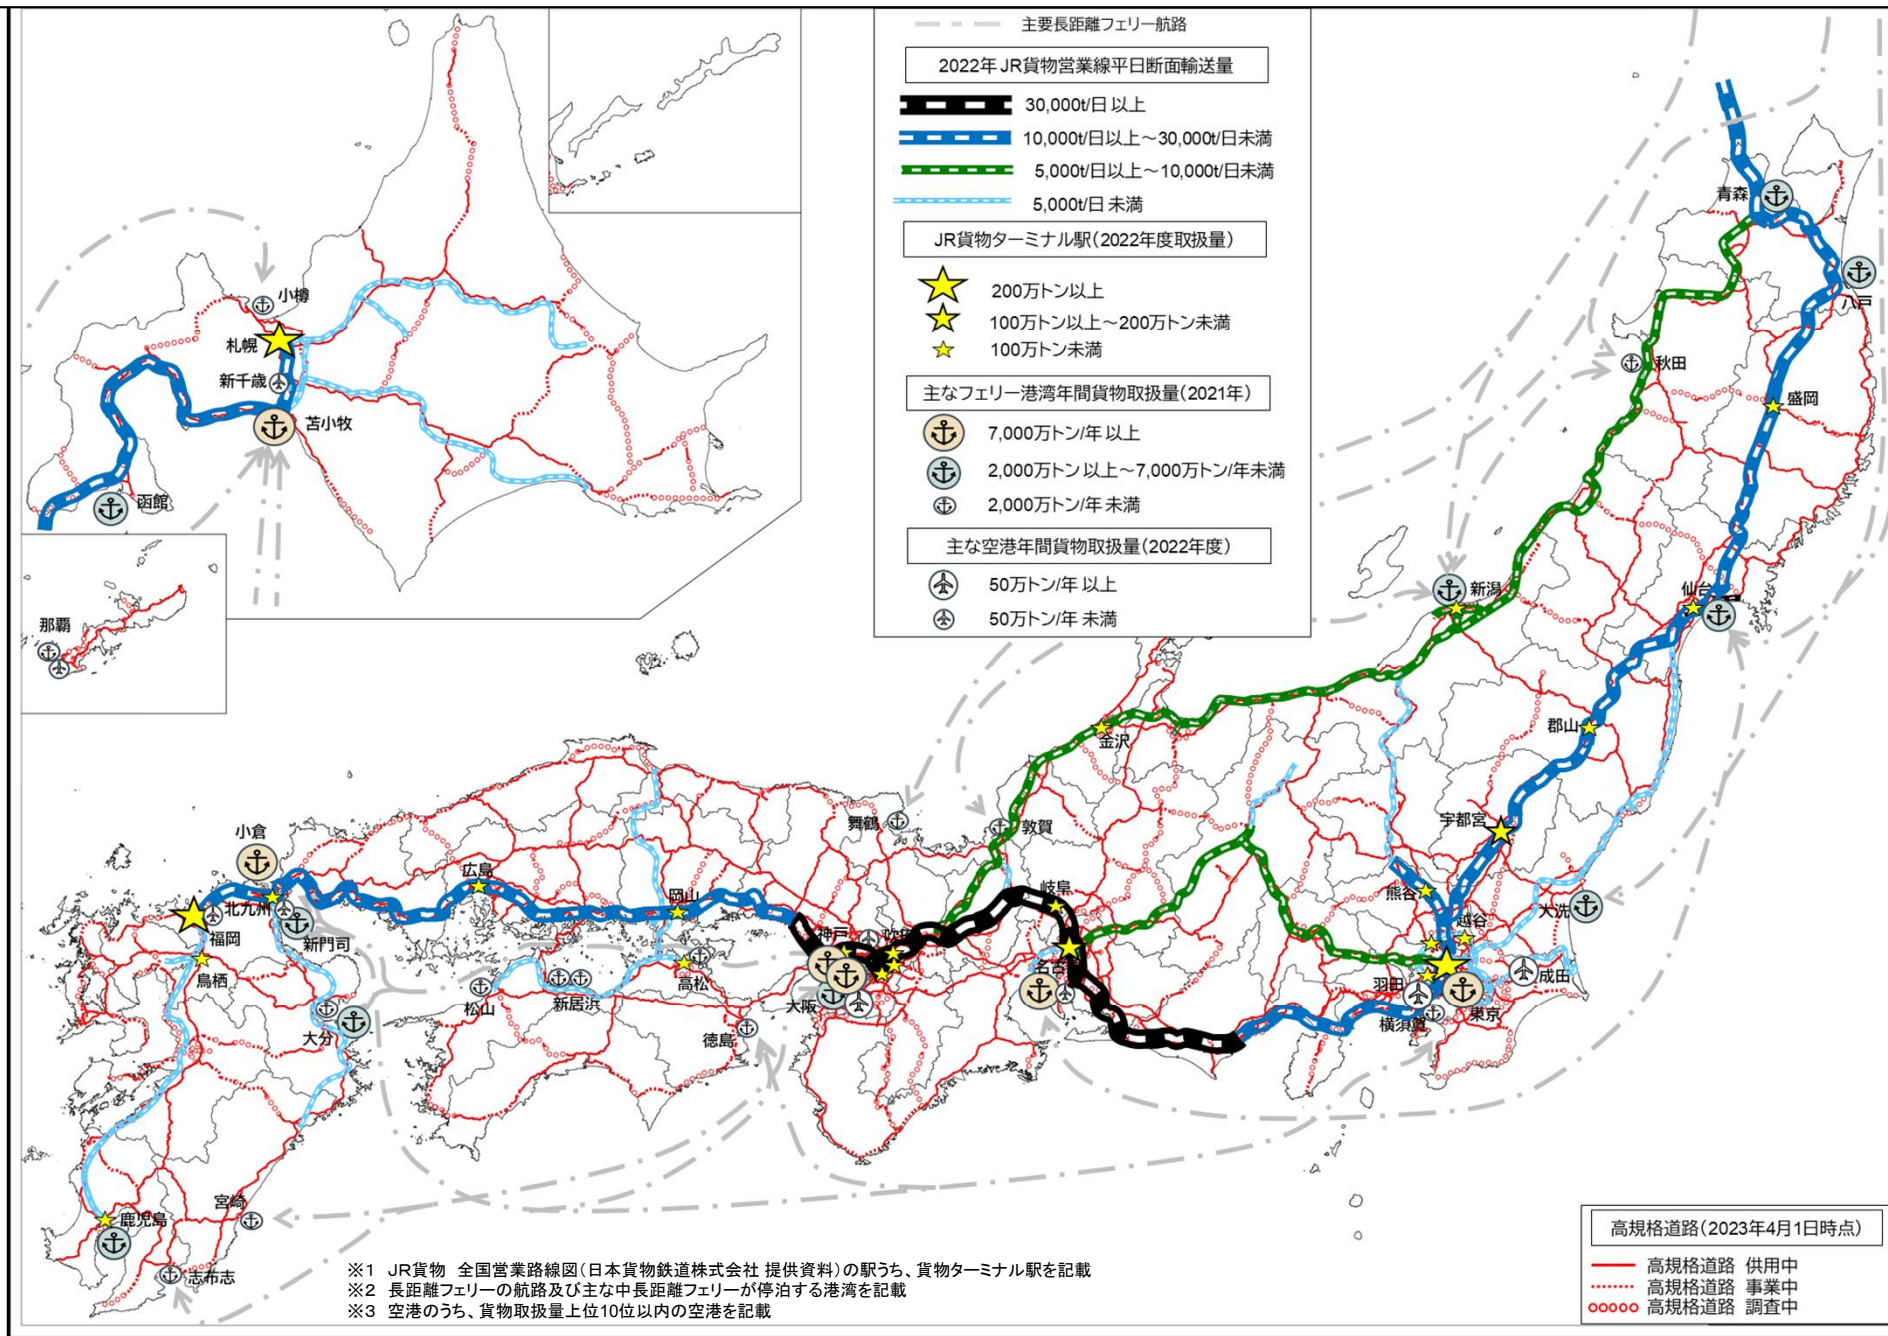 主要長距離フェリー航路
2022年 JR貨物営業線平日断面輸送量
30,000t/日 以上
10,000t/日以上～30,000t/日未満
5,000t/日以上～10,000t/日未満
5,000t/日 未満
JR貨物ターミナル駅(2022年度取扱量)
200万トン以上
100万トン以上～200万トン未満
100万トン未満
主なフェリー港湾年間貨物取扱量(2021年)
7,000万トン/年 以上
2,000万トン 以上～7,000万トン/年未満
2,000万トン/年 未満
主な空港年間貨物取扱量(2022年度)
50万トン/年 以上
50万トン/年 未満
小樽
札幌
新千歳
苫小牧
函館
那覇
青森
八戸
秋田
盛岡
新潟
仙台
金沢
郡山
宇都宮
熊谷
越谷
大洗
成田
羽田
東京
横須賀
舞鶴
敦賀
岐阜
名古
小倉
広島
岡山
神戸
北九州
福岡
新門司
鳥栖
高松
新居浜
松山
大阪
徳島
大分
宮崎
鹿児島
志布志
※1 JR貨物 全国営業路線図(日本貨物鉄道株式会社 提供資料)の駅うち、貨物ターミナル駅を記載
※2 長距離フェリーの航路及び主な中長距離フェリーが停泊する港湾を記載
※3 空港のうち、貨物取扱量上位10位以内の空港を記載
高規格道路(2023年4月1日時点)
高規格道路 供用中
高規格道路 事業中
高規格道路 調査中